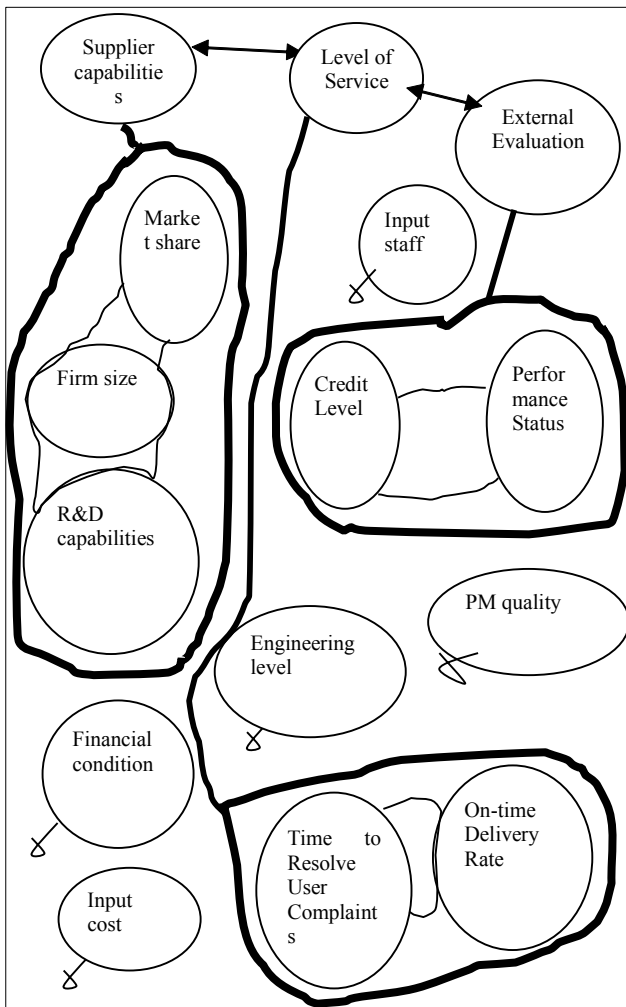 Supplier
capabilitie
s
Level of
Service
External
Evaluation
Marke
t share
Input
staff
Firm size
Credit
Level
Perfor
mance
Status
R&D
capabilities
PM quality
Engineering
level
Financial
condition
Time to
Resolve
User
Complaint
s
On-time
Delivery
Rate
Input
cost